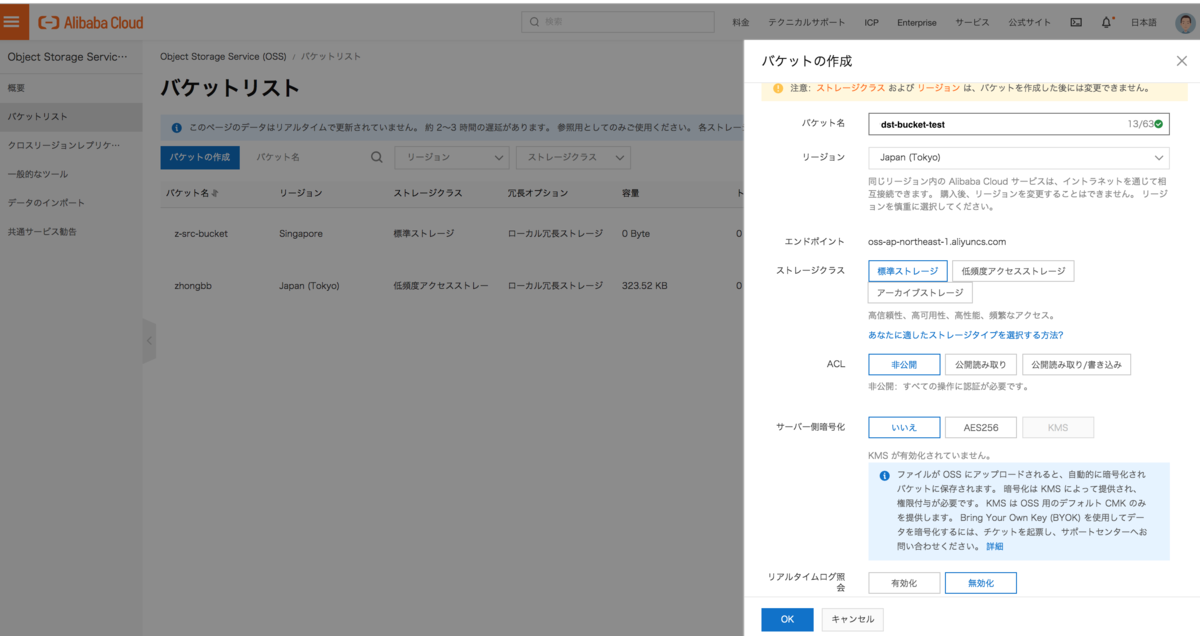 Alibaba Cloud
検索
料金
テクニカルサポート
ICP
Enterprise
サービス
公式サイト
日本語
Object Storage Servic…
概要
バケットリスト
クロスリージョンレプリケ…
一般的なツール
データのインポート
共通サービス勧告
Object Storage Service (OSS) / バケットリスト
バケットリスト
このページのデータはリアルタイムで更新されていません。 約 2〜3 時間の遅延があります。 参照用としてのみご使用ください。 各ストレー
バケットの作成
バケット名
リージョン
ストレージクラス
バケット名 リージョン ストレージクラス 冗長オプション 容量 ト
z-src-bucket Singapore 標準ストレージ ローカル冗長ストレージ 0 Byte 0
zhongbb Japan (Tokyo) 低頻度アクセスストレー ローカル冗長ストレージ 323.52 KB 0
バケットの作成
注意: ストレージクラス および リージョン は、バケットを作成した後には変更できません。
バケット名
dst-bucket-test
13/63
リージョン
Japan (Tokyo)
同じリージョン内の Alibaba Cloud サービスは、イントラネットを通じて相
互接続できます。 購入後、リージョンを変更することはできません。 リージ
ョンを慎重に選択してください。
エンドポイント
oss-ap-northeast-1.aliyuncs.com
ストレージクラス
標準ストレージ
低頻度アクセスストレージ
アーカイブストレージ
高信頼性、高可用性、高性能、頻繁なアクセス。
あなたに適したストレージタイプを選択する方法?
ACL
非公開
公開読み取り
公開読み取り/書き込み
非公開: すべての操作に認証が必要です。
サーバー側暗号化
いいえ
AES256
KMS
KMS が有効化されていません。
ファイルが OSS にアップロードされると、自動的に暗号化され
バケットに保存されます。 暗号化は KMS によって提供され、
権限付与が必要です。 KMS は OSS 用のデフォルト CMK のみ
を提供します。 Bring Your Own Key (BYOK) を使用してデー
タを暗号化するには、チケットを起票し、サポートセンターへお
問い合わせください。 詳細
リアルタイムログ照
会
有効化
無効化
OK
キャンセル